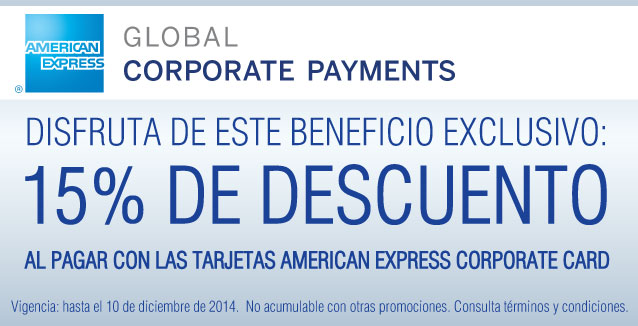 AMERICAN EXPRESS
®
GLOBAL
CORPORATE PAYMENTS
DISFRUTA DE ESTE BENEFICIO EXCLUSIVO:
15% DE DESCUENTO
AL PAGAR CON LAS TARJETAS AMERICAN EXPRESS CORPORATE CARD
Vigencia: hasta el 10 de diciembre de 2014. No acumulable con otras promociones. Consulta términos y condiciones.